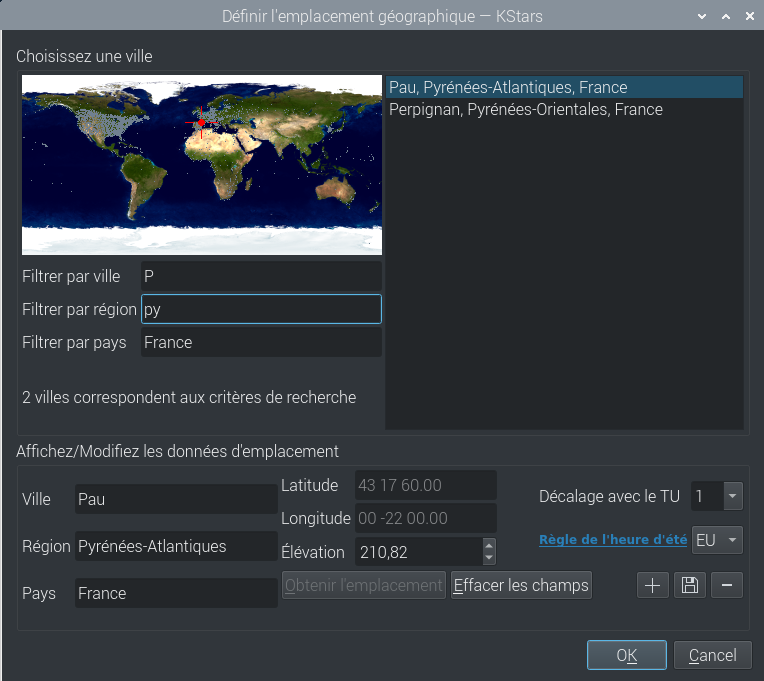 Définir l'emplacement géographique — KStars
Choisissez une ville
Pau, Pyrénées-Atlantiques, France
Perpignan, Pyrénées-Orientales, France
Filtrer par ville P
Filtrer par région py
Filtrer par pays France
2 villes correspondent aux critères de recherche
Affichez/Modifiez les données d'emplacement
Ville Pau
Région Pyrénées-Atlantiques
Pays France
Latitude 43 17 60.00
Longitude 00 -22 00.00
Élévation 210,82
Obtenir l'emplacement Effacer les champs
Décalage avec le TU 1
Règle de l'heure d'été EU
OK Cancel